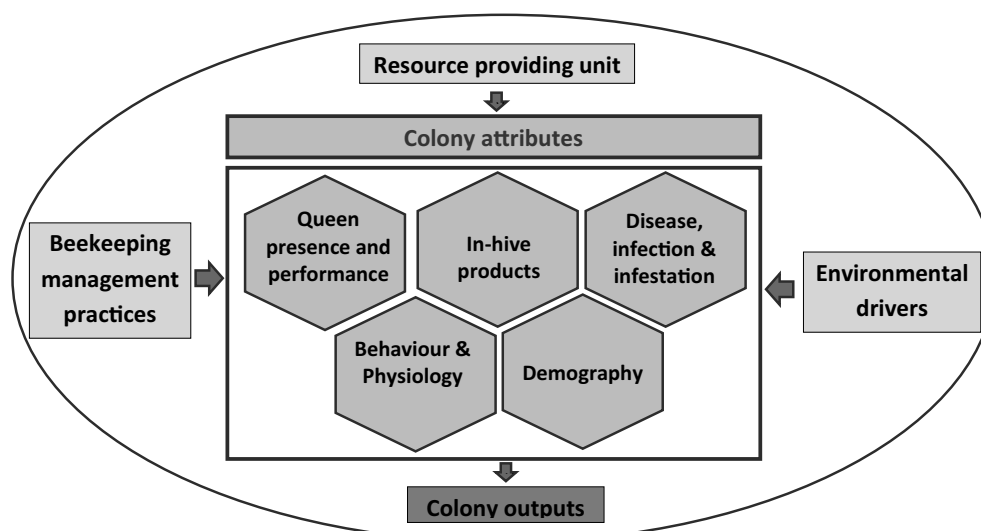 Resource providing unit
Colony attributes
Beekeeping
management
practices
Queen
presence and
performance
In-hive
products
Disease,
infection &
infestation
Environmental
drivers
Behaviour &
Physiology
Demography
Colony outputs